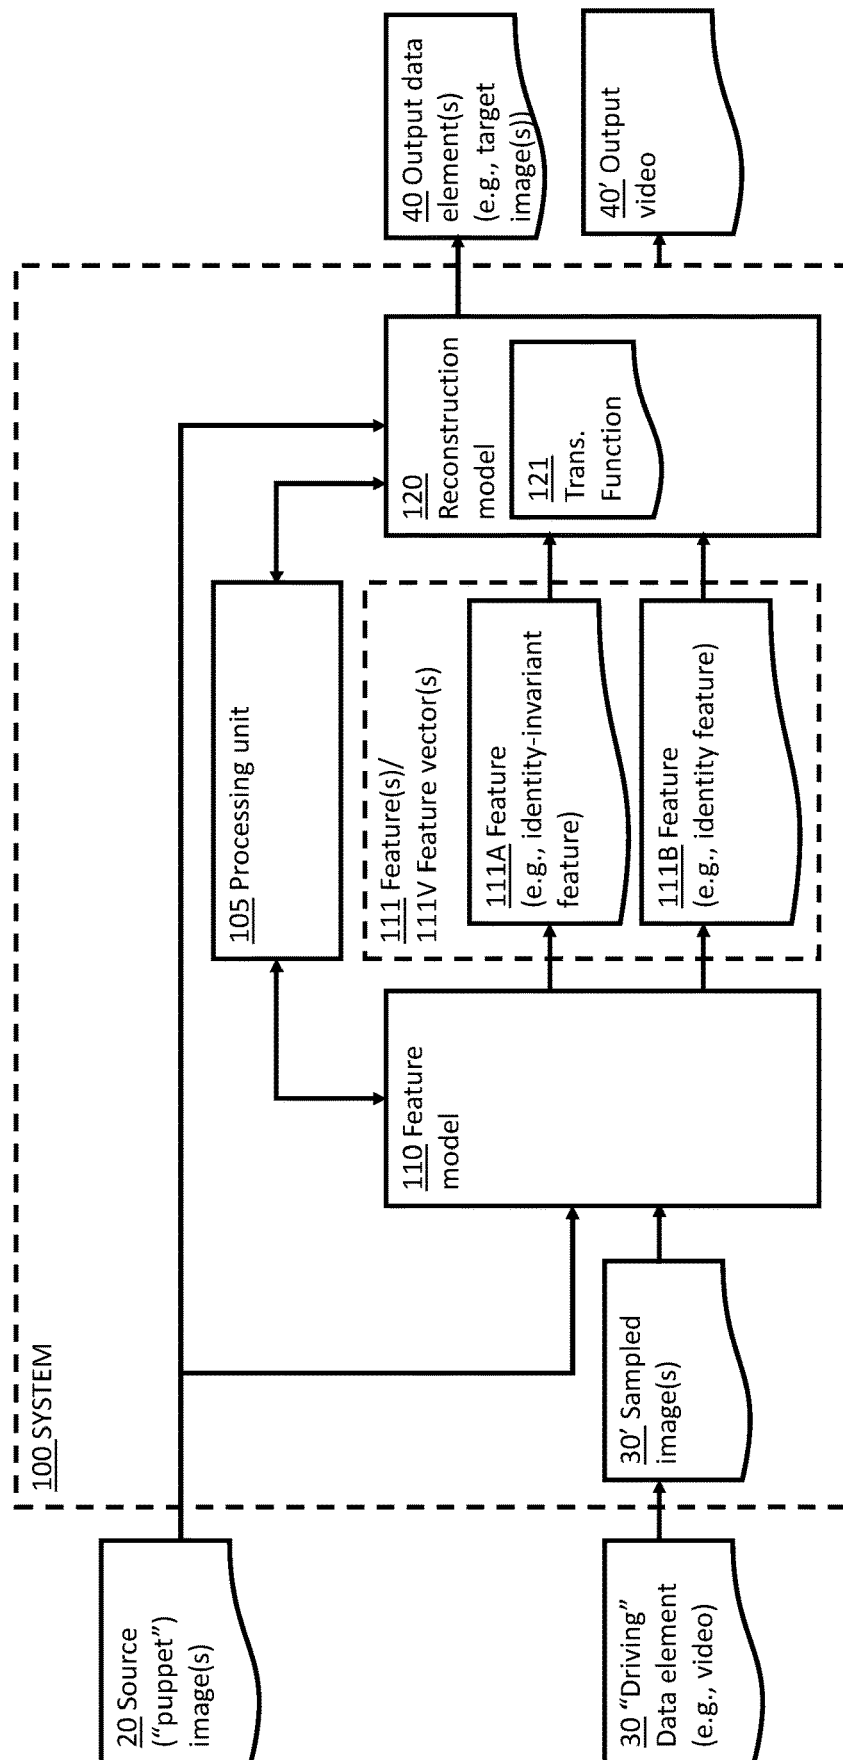 100 SYSTEM
20 Source
(“puppet”)
image(s)
30 “Driving”
Data element
(e.g., video)
30’ Sampled
image(s)
110 Feature
model
105 Processing unit
111 Feature(s)/
111V Feature vector(s)
111A Feature
(e.g., identity-invariant
feature)
111B Feature
(e.g., identity feature)
120
Reconstruction
model
121
Trans.
Function
40 Output data
element(s)
(e.g., target
image(s))
40’ Output
video